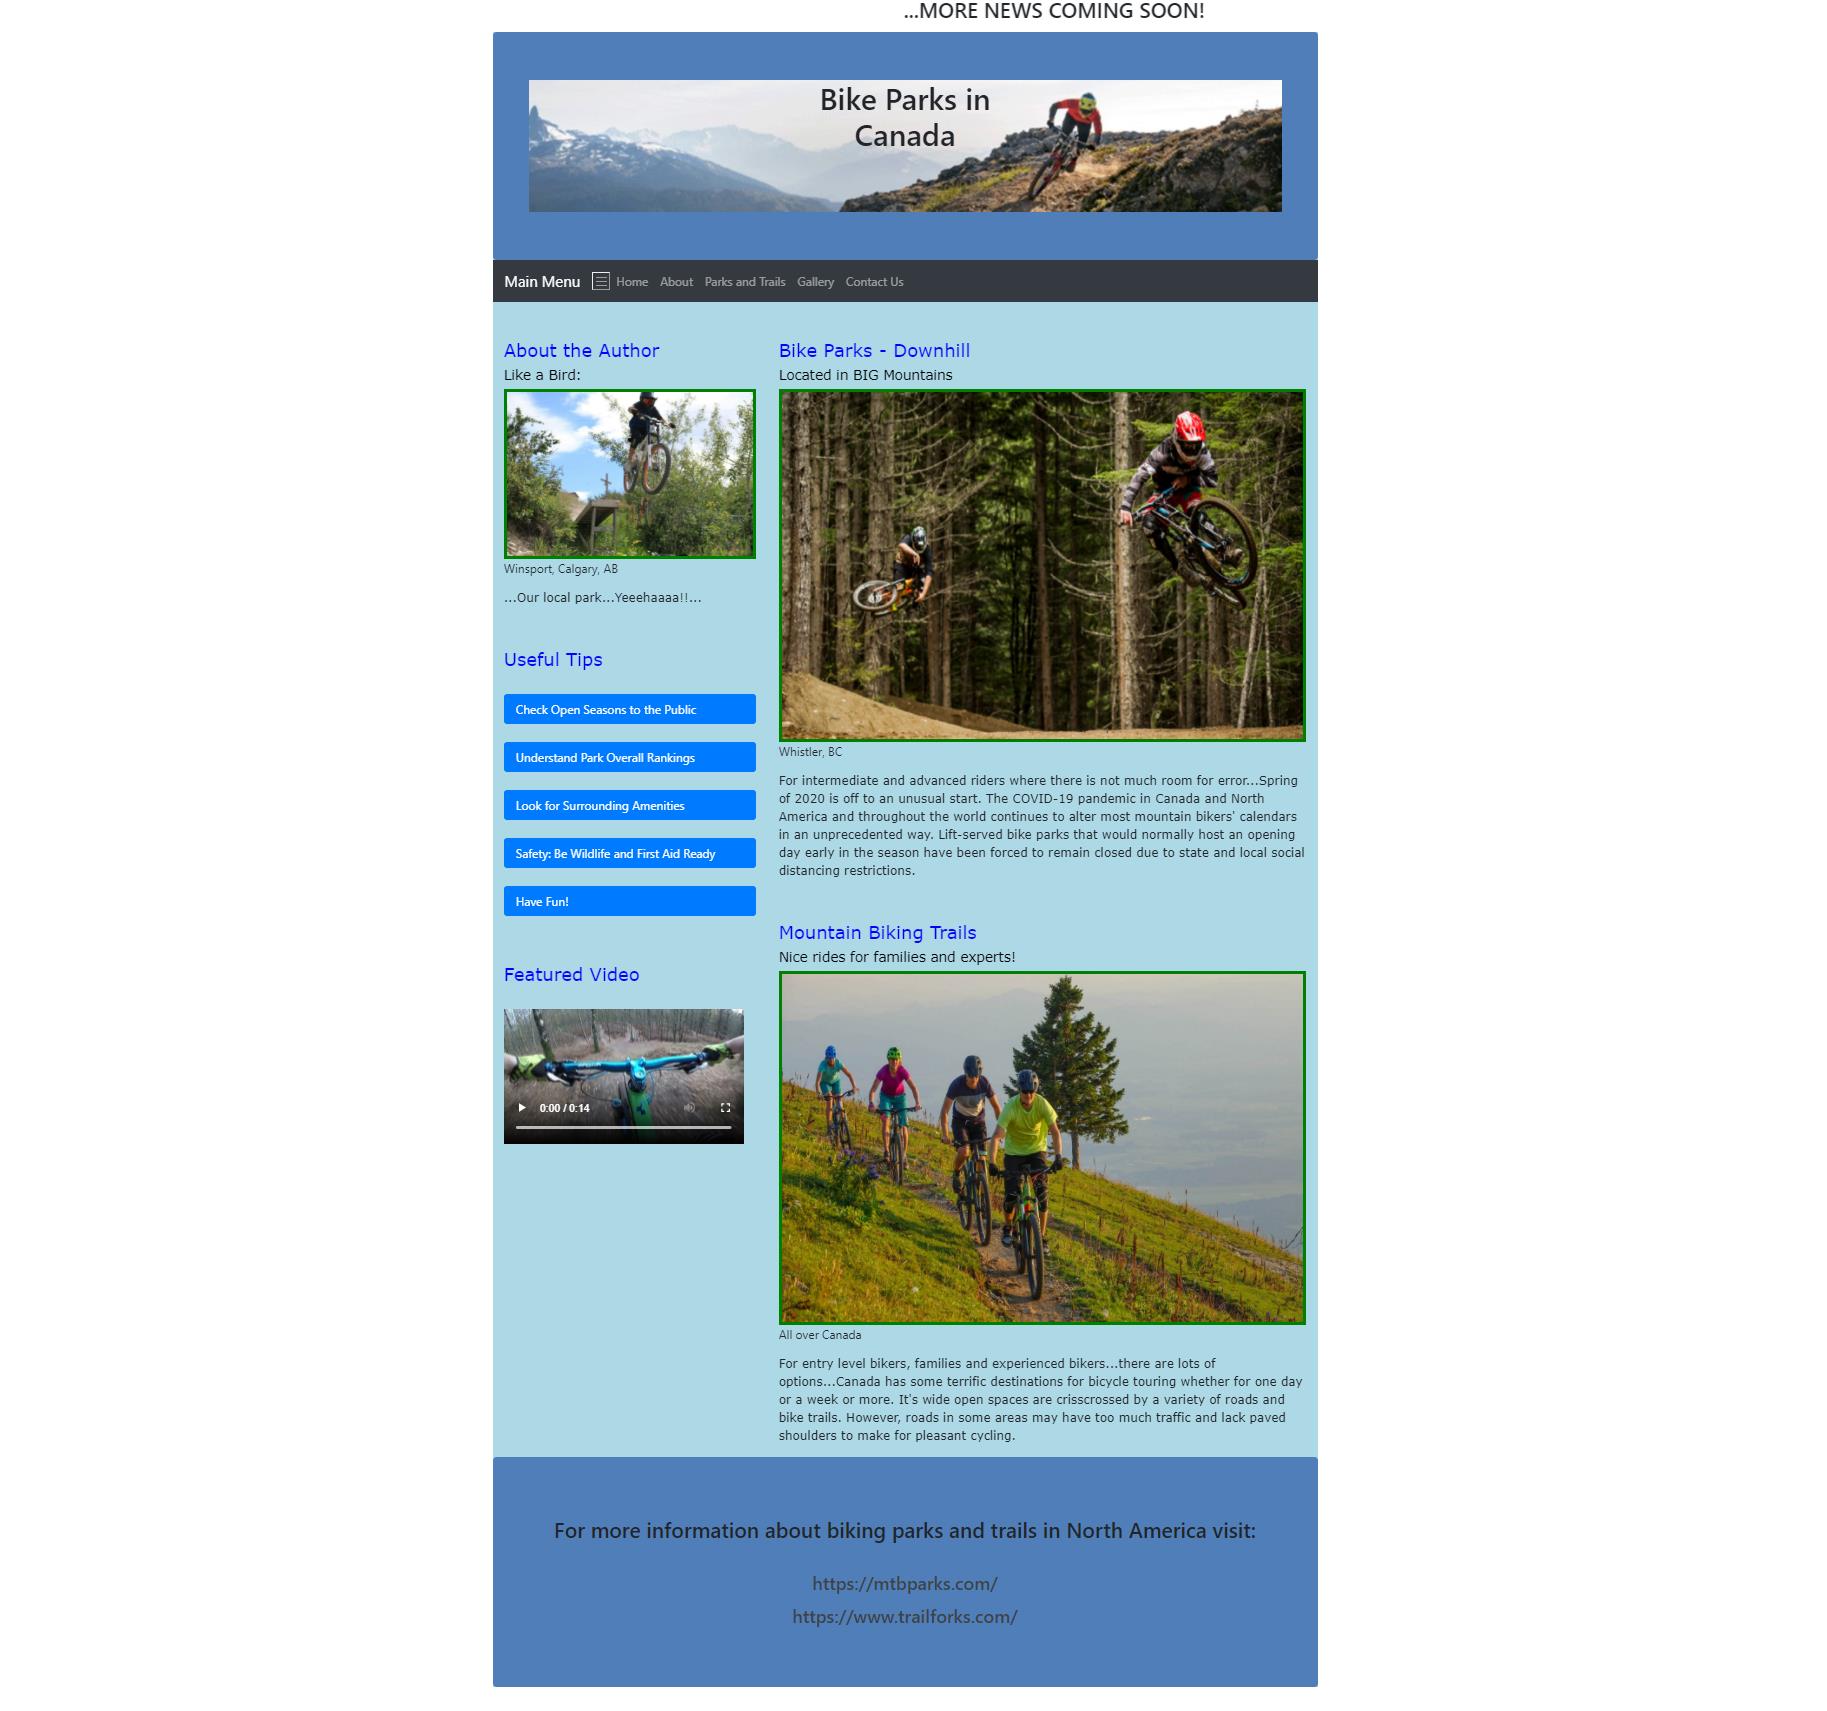 ...MORE NEWS COMING SOON!
Bike Parks in
Canada
Main Menu Home About Parks and Trails Gallery Contact Us
About the Author
Like a Bird:
Winsport, Calgary, AB
...Our local park...Yeeehaaaa!!...
Useful Tips
Check Open Seasons to the Public
Understand Park Overall Rankings
Look for Surrounding Amenities
Safety: Be Wildlife and First Aid Ready
Have Fun!
Featured Video
0:00 / 0:14
Bike Parks - Downhill
Located in BIG Mountains
Whistler, BC
For intermediate and advanced riders where there is not much room for error...Spring
of 2020 is off to an unusual start. The COVID-19 pandemic in Canada and North
America and throughout the world continues to alter most mountain bikers' calendars
in an unprecedented way. Lift-served bike parks that would normally host an opening
day early in the season have been forced to remain closed due to state and local social
distancing restrictions.
Mountain Biking Trails
Nice rides for families and experts!
All over Canada
For entry level bikers, families and experienced bikers...there are lots of
options...Canada has some terrific destinations for bicycle touring whether for one day
or a week or more. It's wide open spaces are crisscrossed by a variety of roads and
bike trails. However, roads in some areas may have too much traffic and lack paved
shoulders to make for pleasant cycling.
For more information about biking parks and trails in North America visit:
https://mtbparks.com/
https://www.trailforks.com/